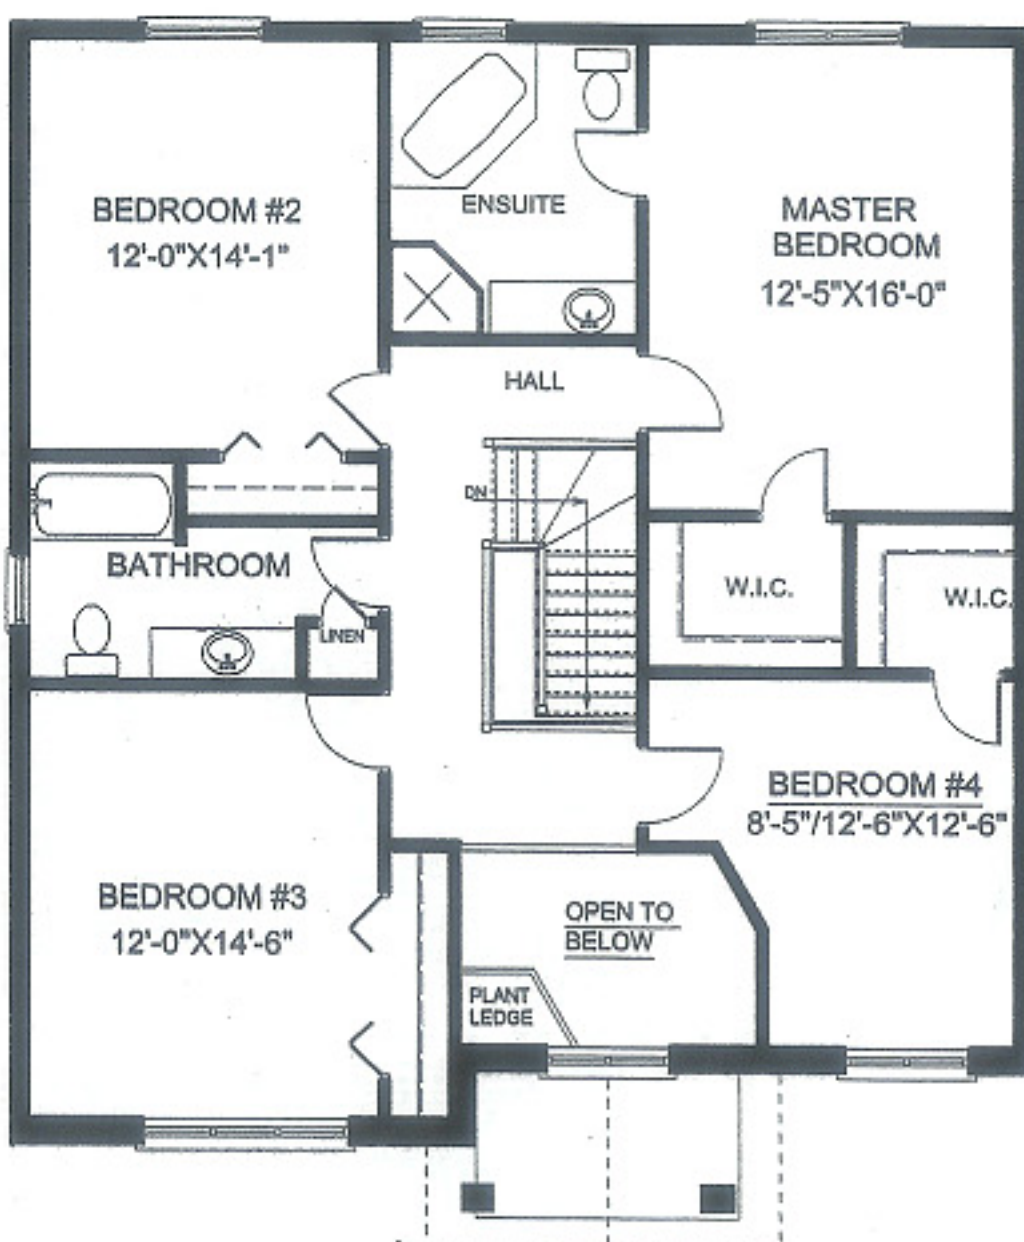 BEDROOM #2
12'-0"X14'-1"
ENSUITE
MASTER
BEDROOM
12'-5"X16'-0"
HALL
DN
BATHROOM
LINEN
W.I.C.
W.I.C.
BEDROOM #4
8'-5"/12'-6"X12'-6"
BEDROOM #3
12'-0"X14'-6"
OPEN TO
BELOW
PLANT
LEDGE